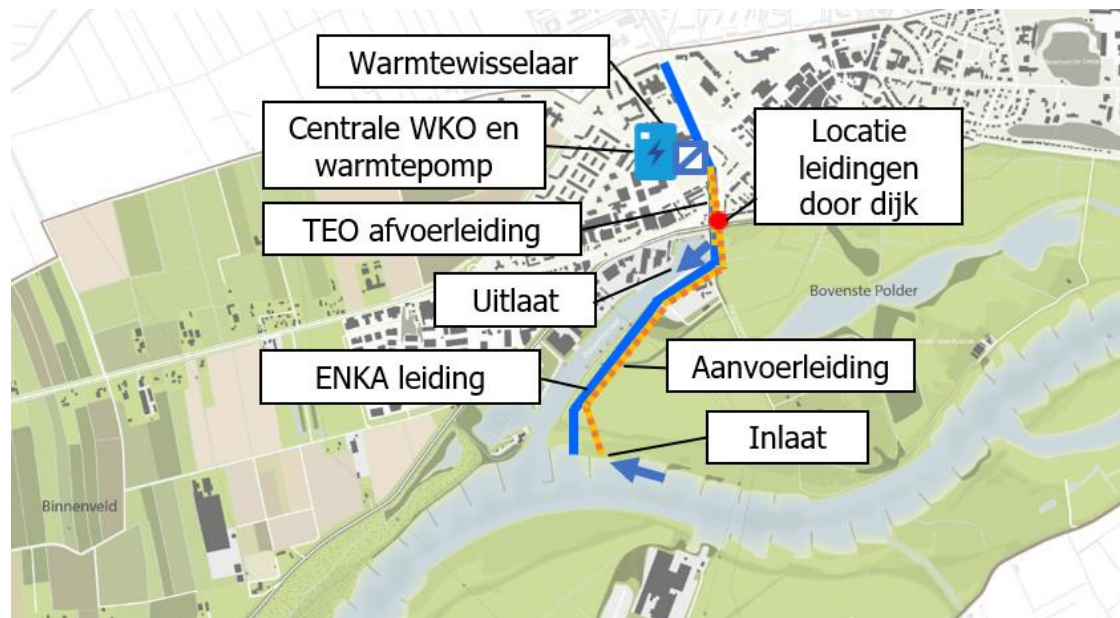 Warmtewisselaar
Centrale WKO en
warmtepomp
Locatie
leidingen
door dijk
TEO afvoerleiding
Uitlaat
Bovenste Polder
ENKA leiding
Aanvoerleiding
Inlaat
Binnenveld